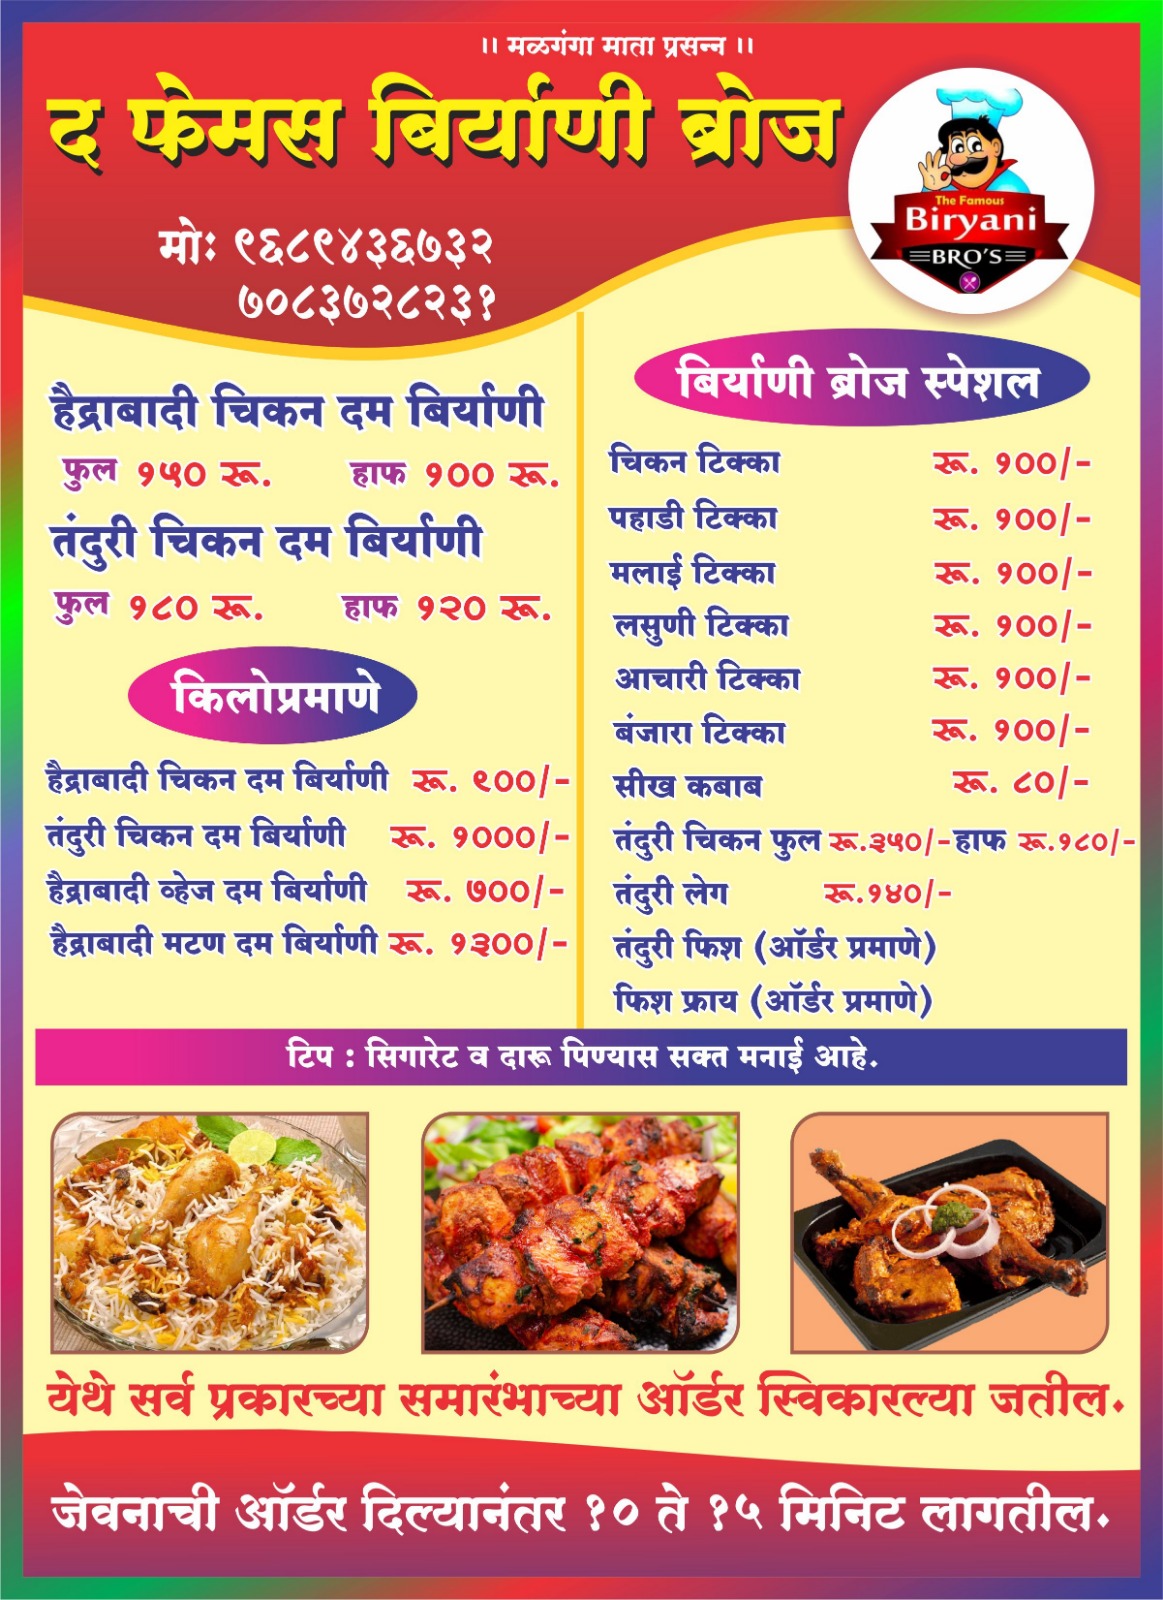 ।। मळगंगा माता प्रसन्न ।।
द फेमस बिर्याणी ब्रोज
The Famous
Biryani
BRO'S
मोः ९६८९४३६७३२
७०८३७२८२३१
हैद्राबादी चिकन दम बिर्याणी
फुल १५० रू. हाफ १०० रू.
तंदुरी चिकन दम बिर्याणी
फुल १८० रू. हाफ १२० रू.
किलोप्रमाणे
हैद्राबादी चिकन दम बिर्याणी रू. ९००/-
तंदुरी चिकन दम बिर्याणी रू. १०००/-
हैद्राबादी व्हेज दम बिर्याणी रू. ७००/-
हैद्राबादी मटण दम बिर्याणी रू. १३००/-
बिर्याणी ब्रोज स्पेशल
चिकन टिक्का रू. १००/-
पहाडी टिक्का रू. १००/-
मलाई टिक्का रू. १००/-
लसुणी टिक्का रू. १००/-
आचारी टिक्का रू. १००/-
बंजारा टिक्का रू. १००/-
सीख कबाब रू. ८०/-
तंदुरी चिकन फुल रू.३५०/- हाफ रू.१८०/-
तंदुरी लेग रू.१४०/-
तंदुरी फिश (ऑर्डर प्रमाणे)
फिश फ्राय (ऑर्डर प्रमाणे)
टिप : सिगारेट व दारू पिण्यास सक्त मनाई आहे.
येथे सर्व प्रकारच्या समारंभाच्या ऑर्डर स्विकारल्या जतील.
जेवनाची ऑर्डर दिल्यानंतर १० ते १५ मिनिट लागतील.